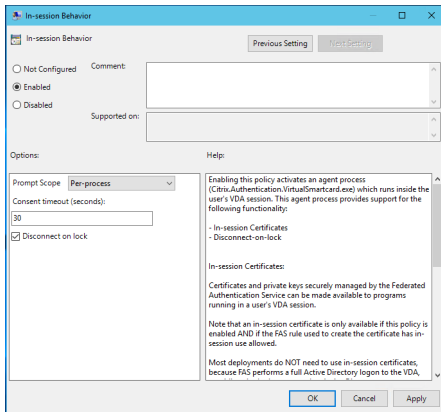 In-session Behavior
In-session Behavior
Previous Setting
Next Setting
Not Configured
Comment:
Enabled
Disabled
Supported on:
Options:
Help:
Prompt Scope
Per-process
Consent timeout (seconds):
30
Disconnect on lock
Enabling this policy activates an agent process
(Citrix.Authentication.VirtualSmartcard.exe) which runs inside the
user's VDA session. This agent process provides support for the
following functionality:
- In-session Certificates
- Disconnect-on-lock
In-session Certificates:
Certificates and private keys securely managed by the Federated
Authentication Service can be made available to programs
running in a user's VDA session.
Note that an in-session certificate is only available if this policy is
enabled AND if the FAS rule used to create the certificate has in-
session use allowed.
Most deployments do NOT need to use in-session certificates,
because FAS performs a full Active Directory logon to the VDA,
OK
Cancel
Apply